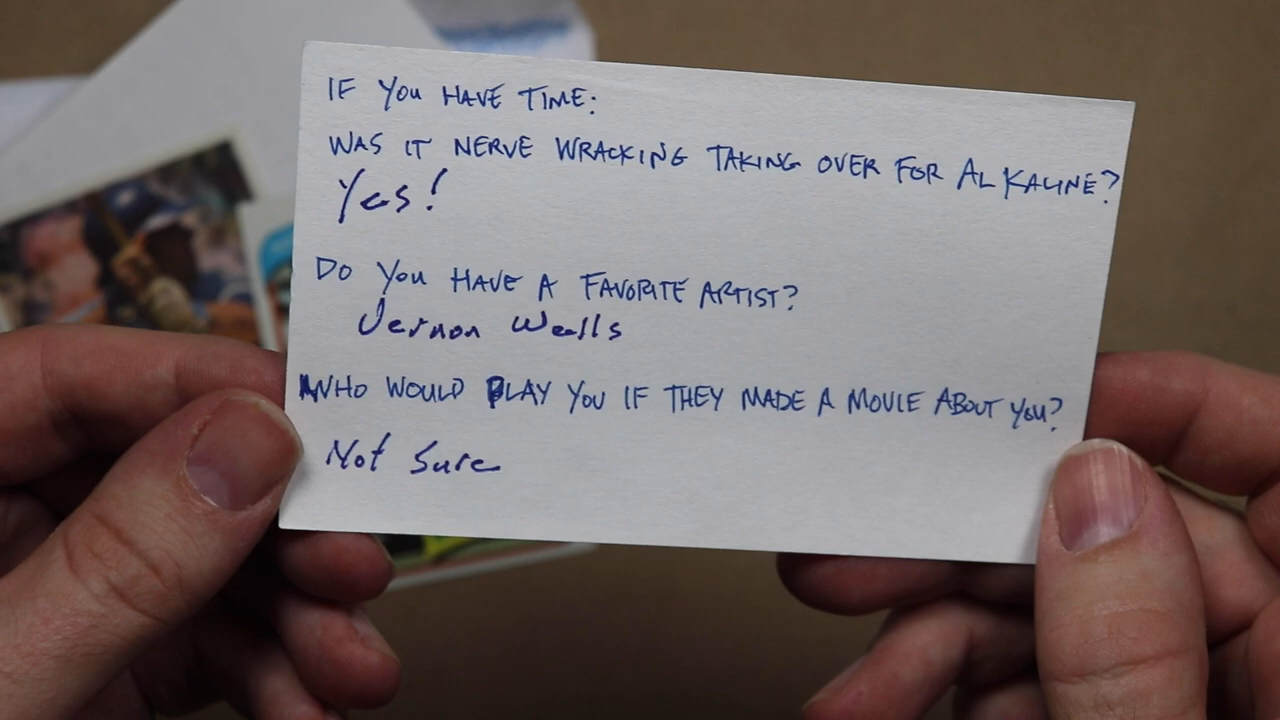 IF YOU HAVE TIME:
WAS IT NERVE WRACKING TAKING OVER FOR AL KALINE?
Yes!
DO YOU HAVE A FAVORITE ARTIST?
Vernon Wells
WHO WOULD PLAY YOU IF THEY MADE A MOVIE ABOUT YOU?
Not Sure